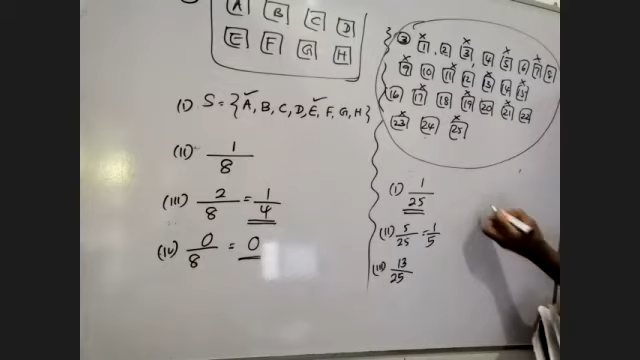 A B C D
E F G H
(i) S = {A, B, C, D, E, F, G, H}
(ii) 1/8
(iii) 2/8 = 1/4
(iv) 0/8 = 0
③ 1, 2 3, 4 5 6 7 8
9 10 11 12 13 14 15
16 17 18 19 20 21 22
23 24 25
(i) 1/25
(ii) 5/25 = 1/5
(iii) 13/25